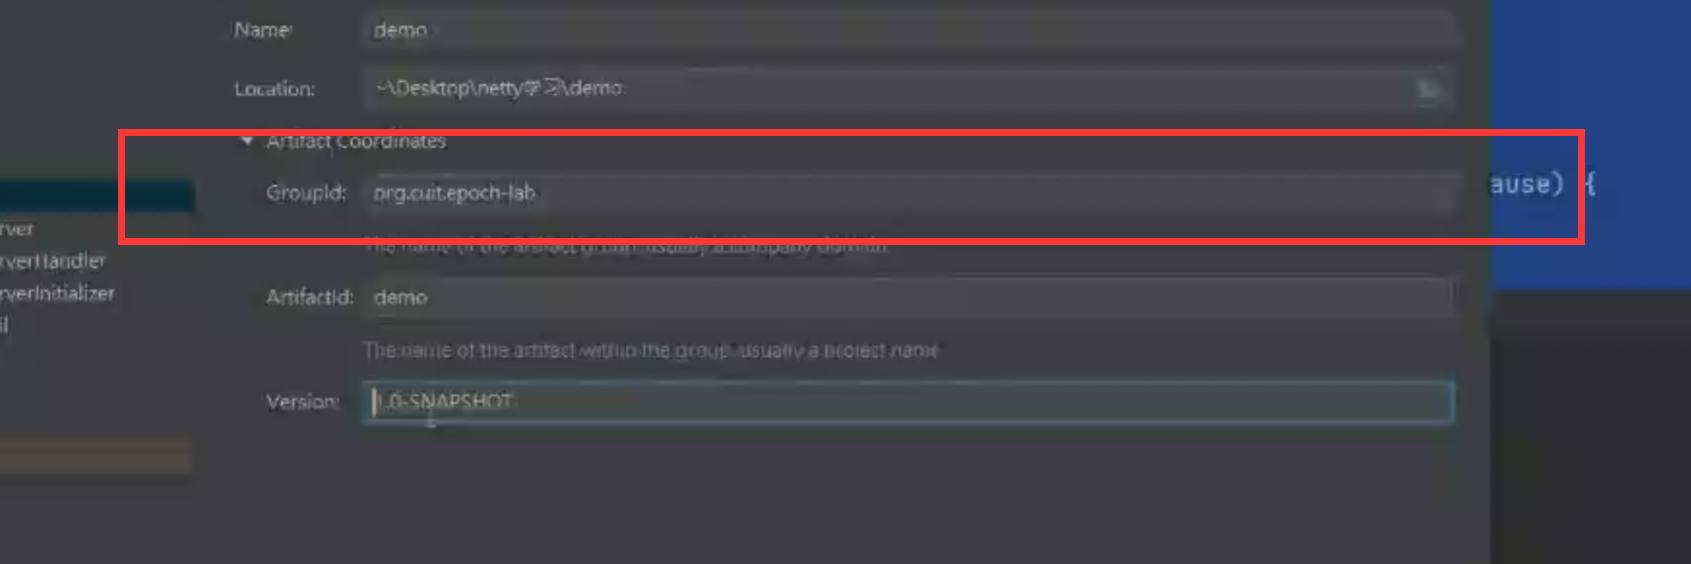 Name: demo
Location: ~\Desktop\netty学习\demo
Artifact Coordinates
GroupId: org.cuit.epoch-lab
ause) {
The name of the artifact group, usually a company domain
rver
rverHandler
rverInitializer
il
ArtifactId: demo
The name of the artifact within the group, usually a project name
Version: 1.0-SNAPSHOT